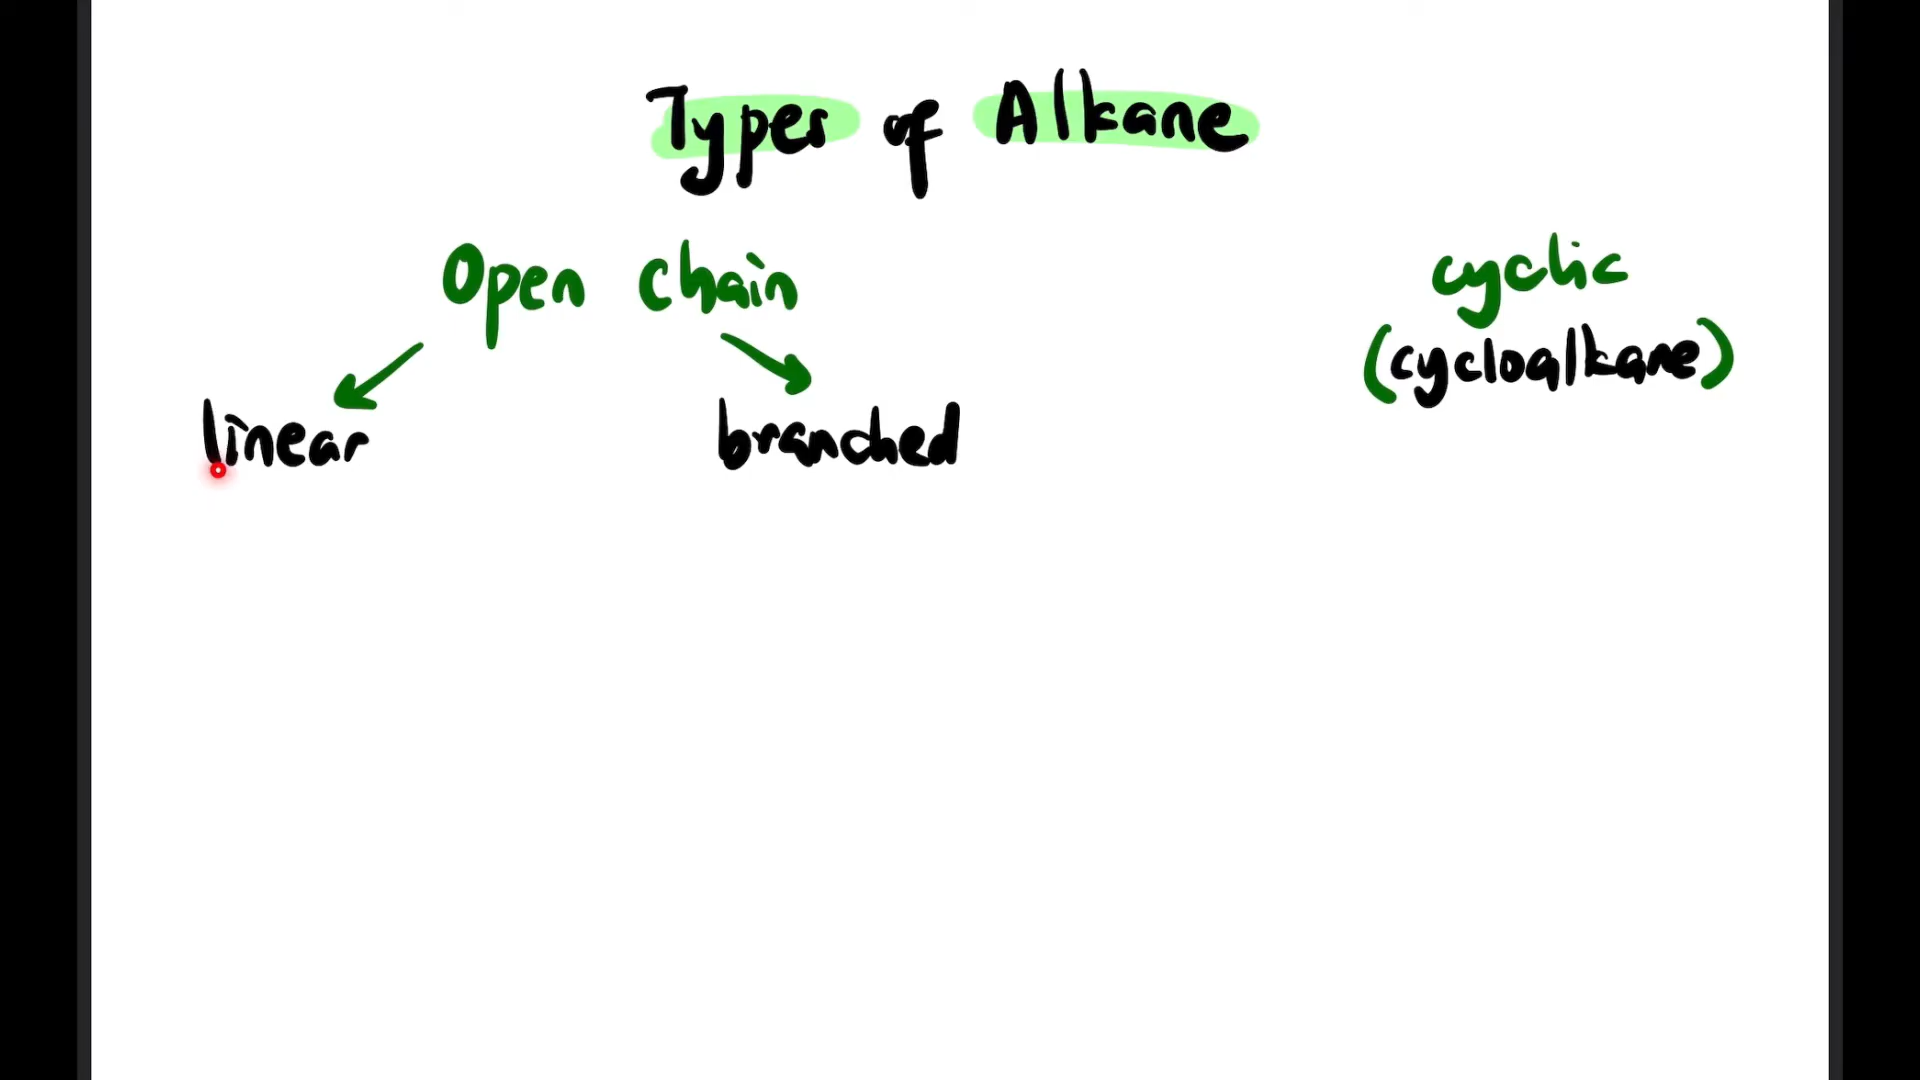 Types of Alkane
Open chain
cyclic
(cycloalkane)
linear
branched